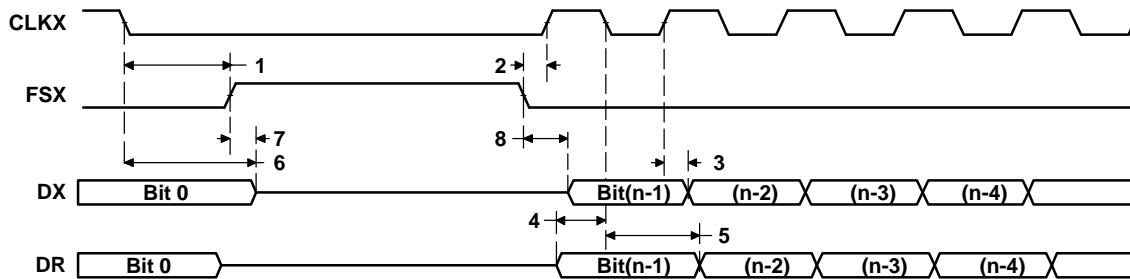 CLKX
1
2
FSX
7
8
6
3
DX
Bit 0
Bit(n-1)
(n-2)
(n-3)
(n-4)
4
5
DR
Bit 0
Bit(n-1)
(n-2)
(n-3)
(n-4)